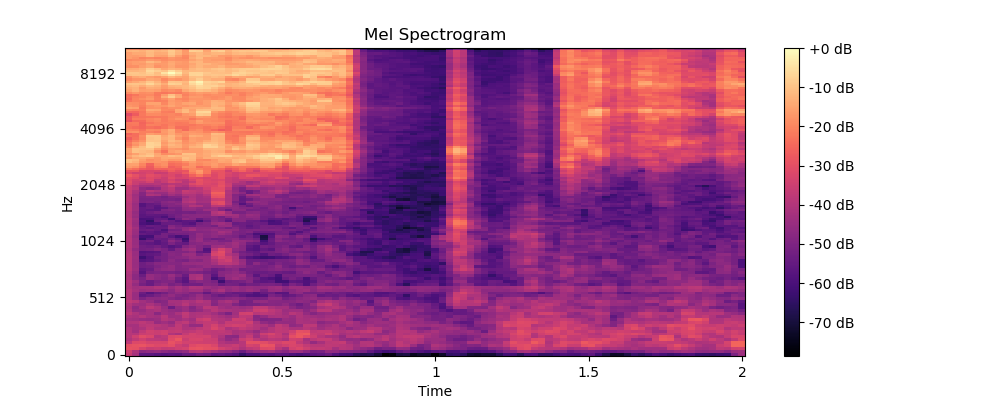 Mel Spectrogram
Hz
8192
4096
2048
1024
512
0
0
0.5
1
1.5
2
Time
+0 dB
-10 dB
-20 dB
-30 dB
-40 dB
-50 dB
-60 dB
-70 dB